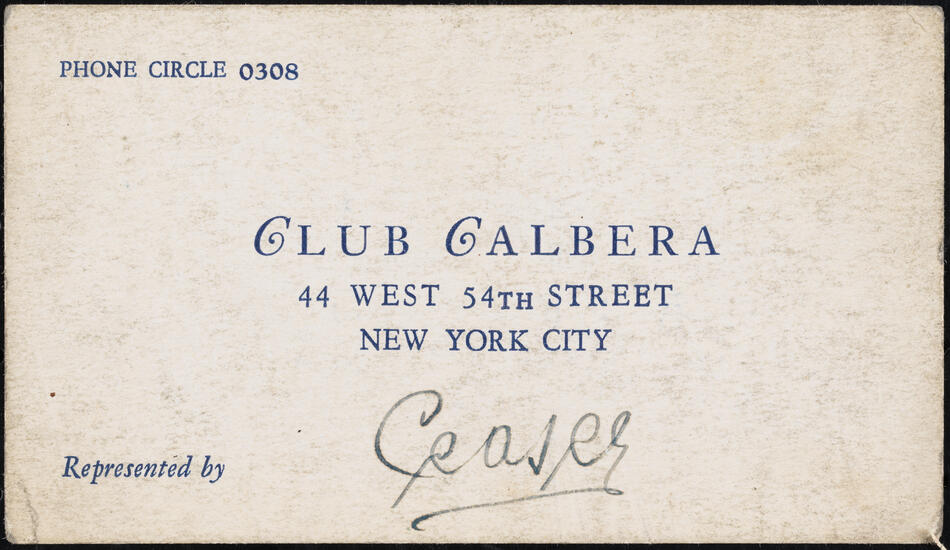 PHONE CIRCLE 0308
CLUB CALBERA
44 WEST 54TH STREET
NEW YORK CITY
Ceaser
Represented by